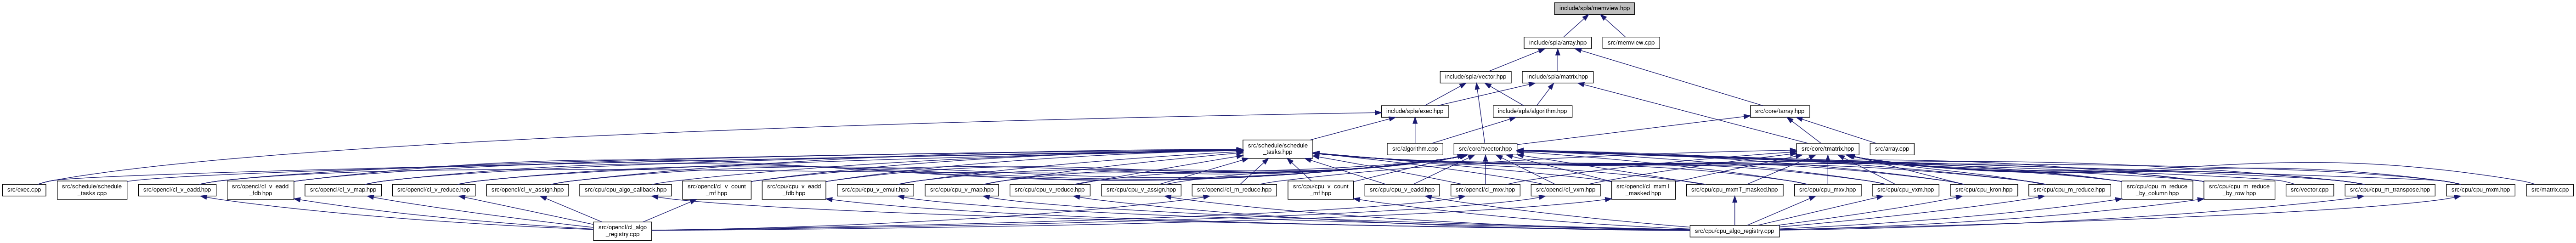 include/spla/memview.hpp
include/spla/array.hpp
src/memview.cpp
include/spla/vector.hpp
include/spla/matrix.hpp
include/spla/exec.hpp
include/spla/algorithm.hpp
src/core/tarray.hpp
src/schedule/schedule
_tasks.hpp
src/algorithm.cpp
src/core/tvector.hpp
src/core/tmatrix.hpp
src/array.cpp
src/exec.cpp
src/schedule/schedule
_tasks.cpp
src/opencl/cl_v_eadd.hpp
src/opencl/cl_v_eadd
_fdb.hpp
src/opencl/cl_v_map.hpp
src/opencl/cl_v_reduce.hpp
src/opencl/cl_v_assign.hpp
src/cpu/cpu_algo_callback.hpp
src/opencl/cl_v_count
_mf.hpp
src/cpu/cpu_v_eadd
_fdb.hpp
src/cpu/cpu_v_emult.hpp
src/cpu/cpu_v_map.hpp
src/cpu/cpu_v_reduce.hpp
src/cpu/cpu_v_assign.hpp
src/opencl/cl_m_reduce.hpp
src/cpu/cpu_v_count
_mf.hpp
src/cpu/cpu_v_eadd.hpp
src/opencl/cl_mxv.hpp
src/opencl/cl_vxm.hpp
src/opencl/cl_mxmT
_masked.hpp
src/cpu/cpu_mxmT_masked.hpp
src/cpu/cpu_mxv.hpp
src/cpu/cpu_vxm.hpp
src/cpu/cpu_kron.hpp
src/cpu/cpu_m_reduce.hpp
src/cpu/cpu_m_reduce
_by_column.hpp
src/cpu/cpu_m_reduce
_by_row.hpp
src/vector.cpp
src/cpu/cpu_m_transpose.hpp
src/cpu/cpu_mxm.hpp
src/matrix.cpp
src/opencl/cl_algo
_registry.cpp
src/cpu/cpu_algo_registry.cpp